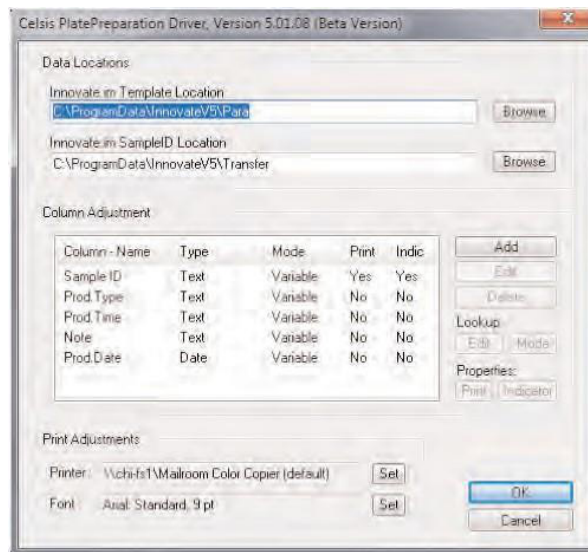 Celsis PlatePreparation Driver, Version 5.01.08 (Beta Version)
Data Locations
Innovate.im Template Location
C:\ProgramData\InnovateV5\Para
Browse
Innovate.im SampleID Location
C:\ProgramData\InnovateV5\Transfer
Browse
Column Adjustment
Column - Name Type Mode Print Indic
Sample ID Text Variable Yes Yes
Prod.Type Text Variable No No
Prod.Time Text Variable No No
Note Text Variable No No
Prod.Date Date Variable No No
Add
Edit
Delete
Lookup:
Edit Mode
Properties:
Print Indicator
Print Adjustments
Printer: \\chi-fs1\Mailroom Color Copier (default) Set
Font: Arial: Standard, 9 pt Set
OK
Cancel